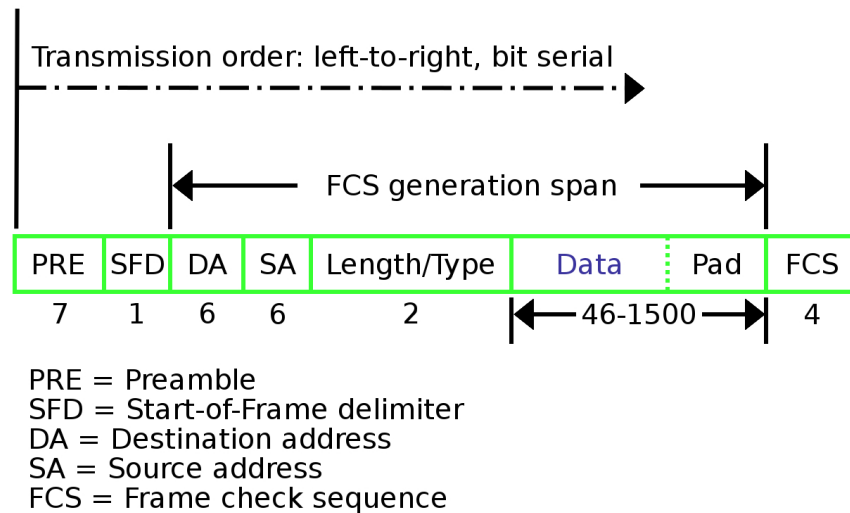 Transmission order: left-to-right, bit serial
FCS generation span
PRE SFD DA SA Length/Type Data Pad FCS
7 1 6 6 2 46-1500 4
PRE = Preamble
SFD = Start-of-Frame delimiter
DA = Destination address
SA = Source address
FCS = Frame check sequence